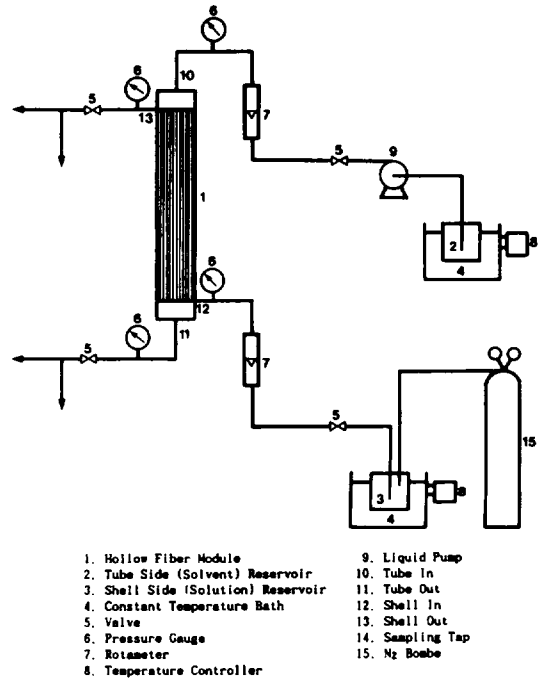 6
10
5
6
13
7
5
9
1
2
8
4
6
12
11
5
6
7
5
15
3
8
4
1. Hollow Fiber Module
2. Tube Side (Solvent) Reservoir
3. Shell Side (Solution) Reservoir
4. Constant Temperature Bath
5. Valve
6. Pressure Gauge
7. Rotameter
8. Temperature Controller
9. Liquid Pump
10. Tube In
11. Tube Out
12. Shell In
13. Shell Out
14. Sampling Tap
15. N₂ Bombe